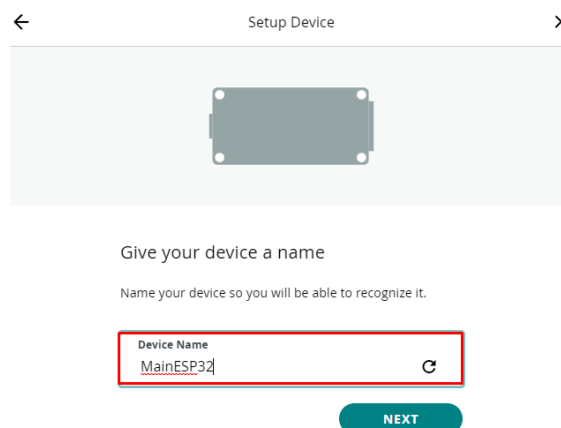 Setup Device
Give your device a name
Name your device so you will be able to recognize it.
Device Name
MainESP32
NEXT